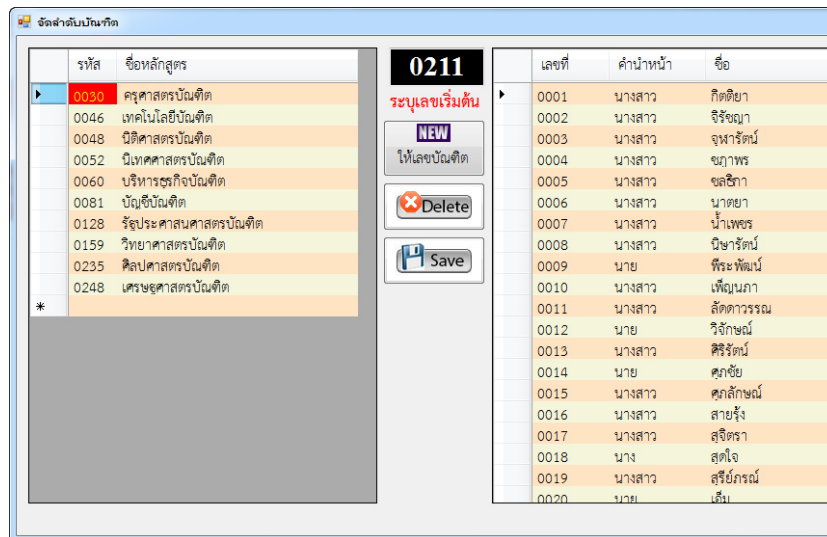 จัดลำดับบัณฑิต
รหัส ชื่อหลักสูตร
0030 ครุศาสตรบัณฑิต
0046 เทคโนโลยีบัณฑิต
0048 นิติศาสตรบัณฑิต
0052 นิเทศศาสตรบัณฑิต
0060 บริหารธุรกิจบัณฑิต
0081 บัญชีบัณฑิต
0128 รัฐประศาสนศาสตรบัณฑิต
0159 วิทยาศาสตรบัณฑิต
0235 ศิลปศาสตรบัณฑิต
0248 เศรษฐศาสตรบัณฑิต
0211
ระบุเลขเริ่มต้น
NEW
ให้เลขบัณฑิต
Delete
Save
เลขที่ คำนำหน้า ชื่อ
0001 นางสาว กิตติยา
0002 นางสาว จิรัชญา
0003 นางสาว จุฬารัตน์
0004 นางสาว ชฎาพร
0005 นางสาว ชลธิกา
0006 นางสาว นาตยา
0007 นางสาว น้ำเพชร
0008 นางสาว นิษารัตน์
0009 นาย พีระพัฒน์
0010 นางสาว เพ็ญนภา
0011 นางสาว ลัดดาวรรณ
0012 นาย วิจักษณ์
0013 นางสาว ศิริรัตน์
0014 นาย ศุภชัย
0015 นางสาว ศุภลักษณ์
0016 นางสาว สายรุ้ง
0017 นางสาว สุจิตรา
0018 นาง สุดใจ
0019 นางสาว สุรีย์ภรณ์
0020 นาย เอ็ม